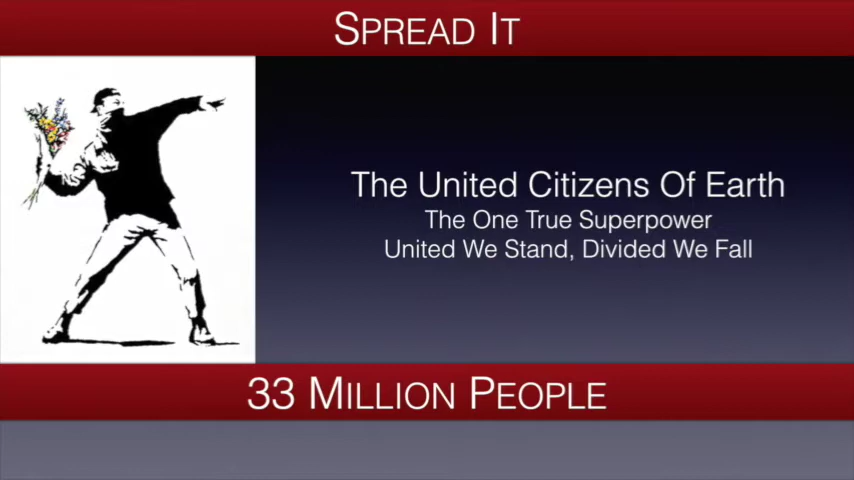 SPREAD IT
The United Citizens Of Earth
The One True Superpower
United We Stand, Divided We Fall
33 MILLION PEOPLE